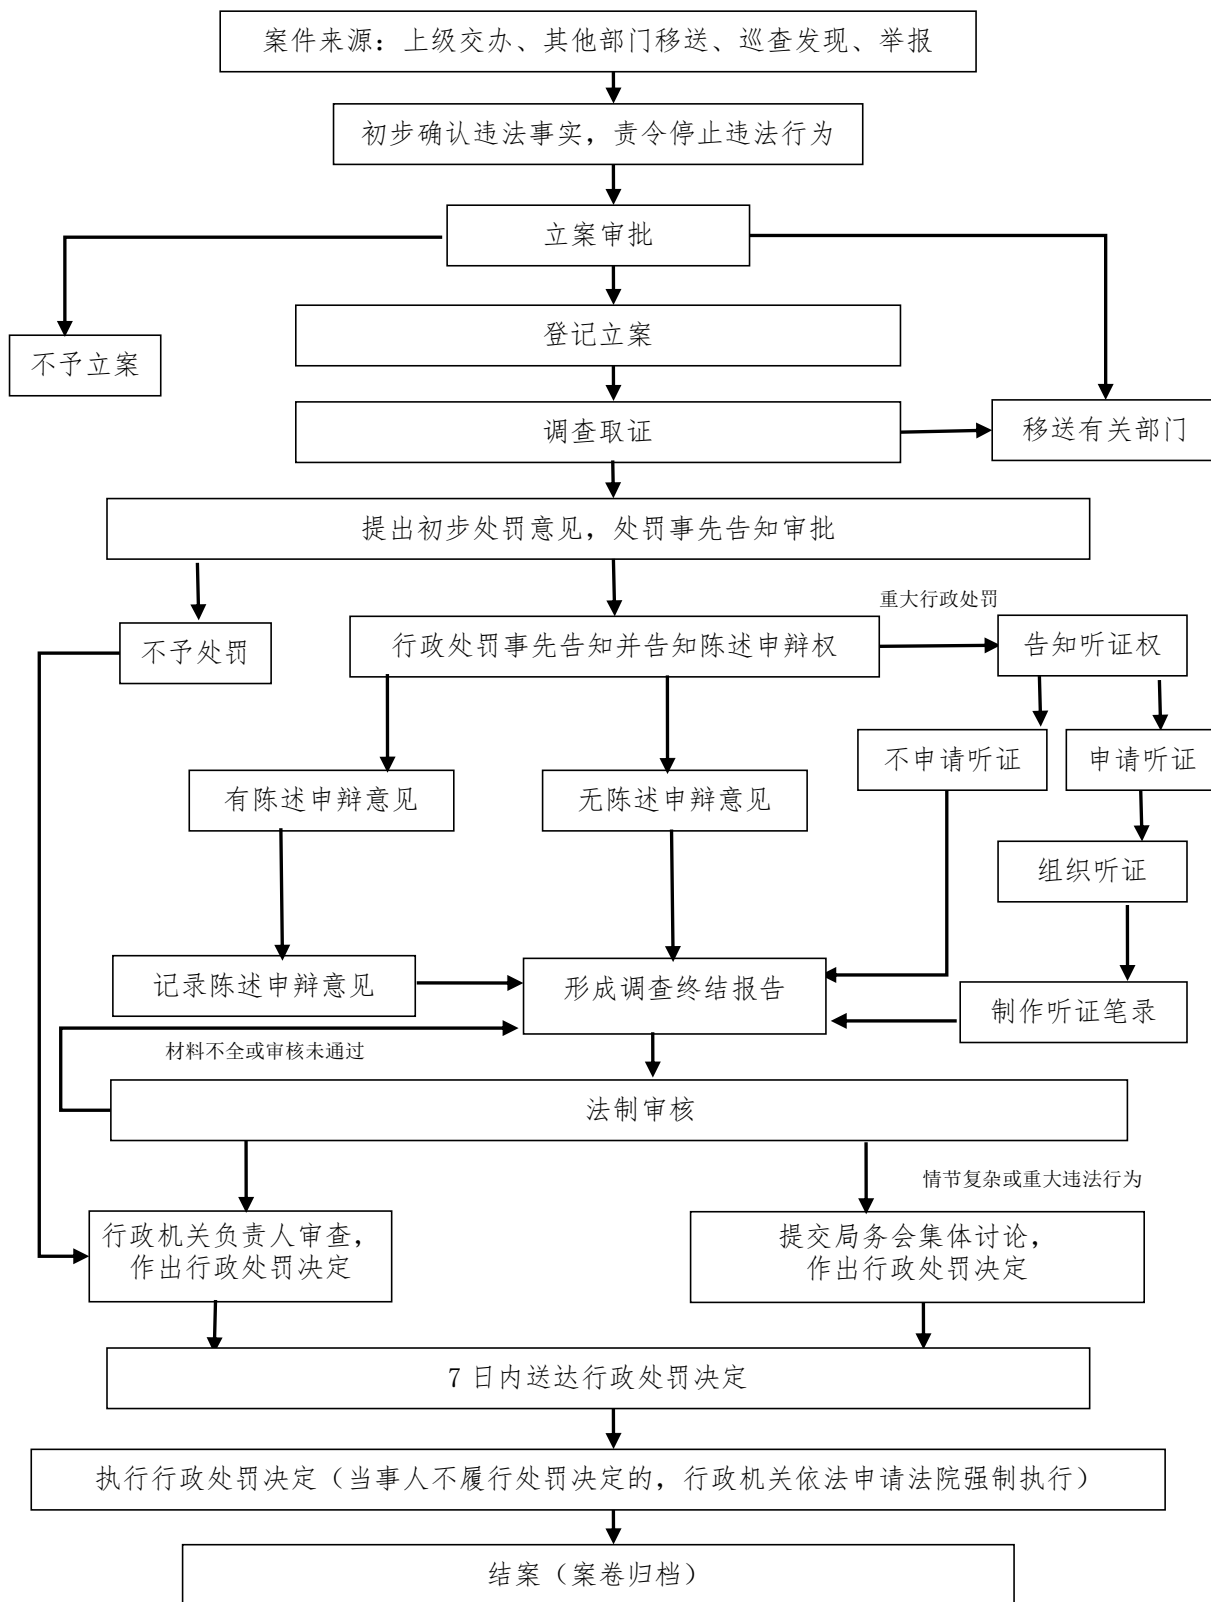 案件来源：上级交办、其他部门移送、巡查发现、举报
初步确认违法事实，责令停止违法行为
立案审批
登记立案
不予立案
调查取证
移送有关部门
提出初步处罚意见，处罚事先告知审批
重大行政处罚
不予处罚
行政处罚事先告知并告知陈述申辩权
告知听证权
不申请听证
申请听证
有陈述申辩意见
无陈述申辩意见
组织听证
记录陈述申辩意见
形成调查终结报告
制作听证笔录
材料不全或审核未通过
法制审核
情节复杂或重大违法行为
行政机关负责人审查，
作出行政处罚决定
提交局务会集体讨论，
作出行政处罚决定
7 日内送达行政处罚决定
执行行政处罚决定（当事人不履行处罚决定的，行政机关依法申请法院强制执行）
结案（案卷归档）